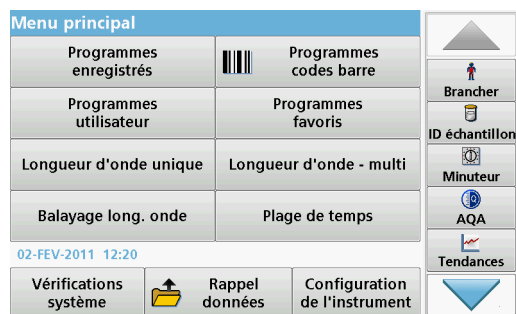 Menu principal
Programmes
enregistrés
Programmes
codes barre
Programmes
utilisateur
Programmes
favoris
Longueur d'onde unique
Longueur d'onde - multi
Balayage long. onde
Plage de temps
02-FEV-2011 12:20
Vérifications
système
Rappel
données
Configuration
de l'instrument
Brancher
ID échantillon
Minuteur
AQA
Tendances